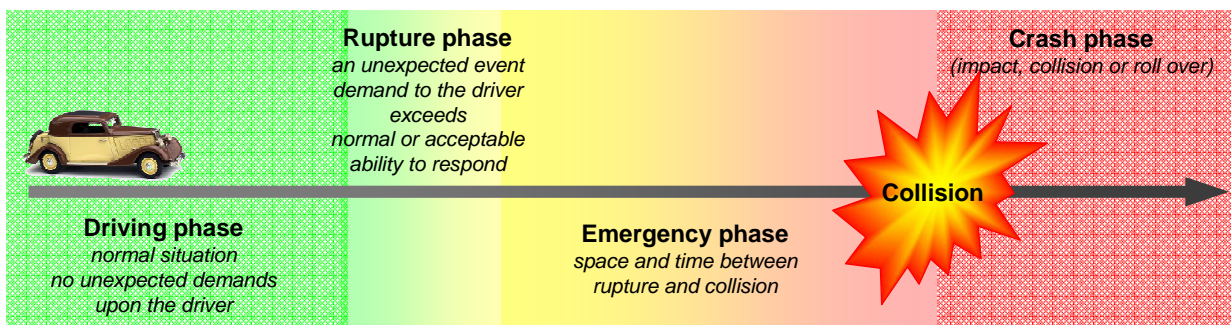 Rupture phase
an unexpected event
demand to the driver
exceeds
normal or acceptable
ability to respond
Crash phase
(impact, collision or roll over)
Collision
Driving phase
normal situation
no unexpected demands
upon the driver
Emergency phase
space and time between
rupture and collision